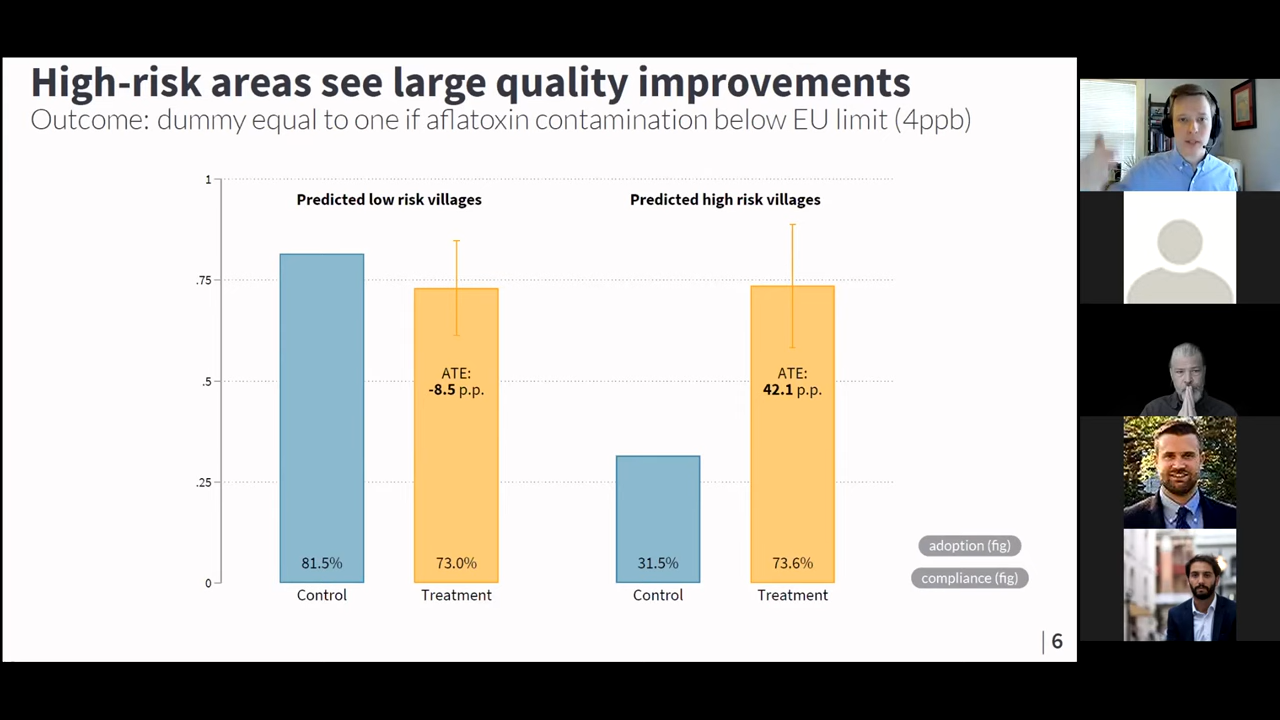 High-risk areas see large quality improvements
Outcome: dummy equal to one if aflatoxin contamination below EU limit (4ppb)
1
.75
.5
.25
0
Predicted low risk villages
Predicted high risk villages
ATE:
-8.5 p.p.
ATE:
42.1 p.p.
81.5%
73.0%
31.5%
73.6%
Control
Treatment
Control
Treatment
adoption (fig)
compliance (fig)
6